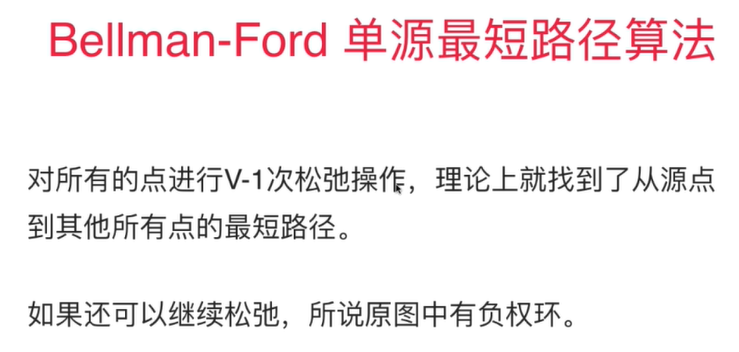 Bellman-Ford 单源最短路径算法
对所有的点进行V-1次松弛操作，理论上就找到了从源点
到其他所有点的最短路径。
如果还可以继续松弛，所说原图中有负权环。